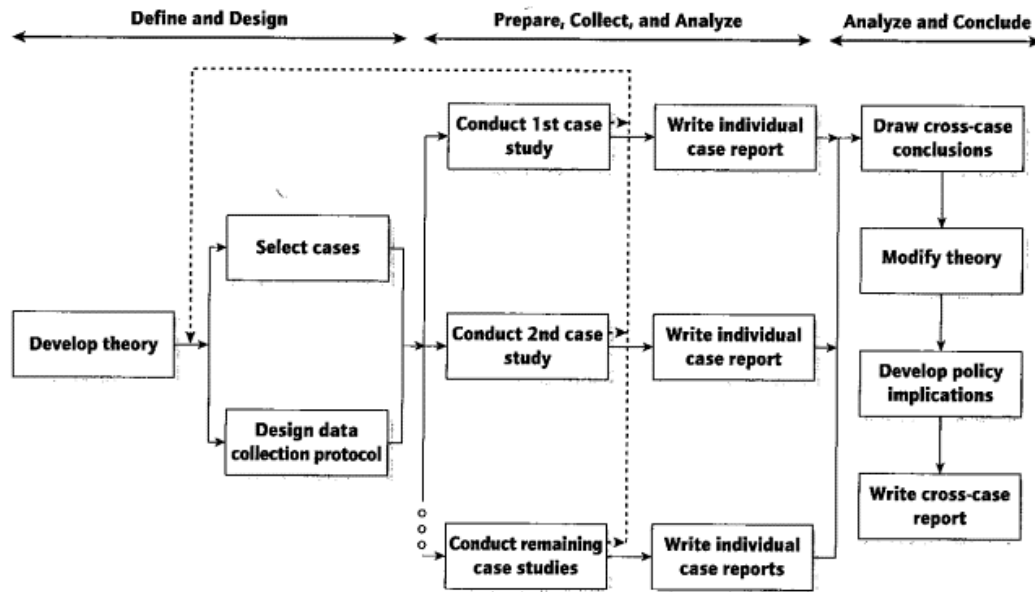 Define and Design
Prepare, Collect, and Analyze
Analyze and Conclude
Conduct 1st case
study
Write individual
case report
Draw cross-case
conclusions
Select cases
Modify theory
Develop theory
Conduct 2nd case
study
Write individual
case report
Develop policy
implications
Design data
collection protocol
Write cross-case
report
Conduct remaining
case studies
Write individual
case reports